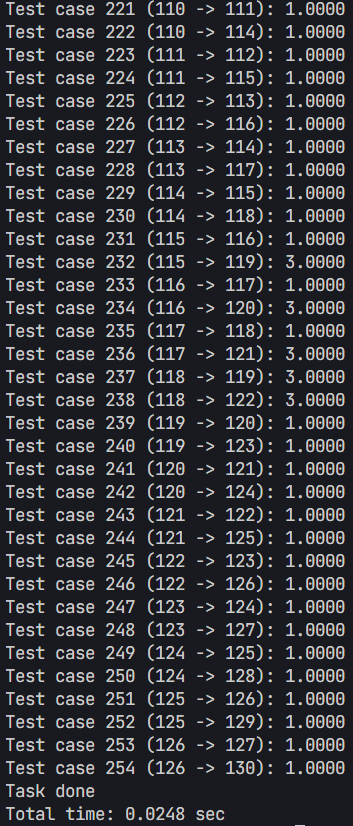 Test case 221 (110 -> 111): 1.0000
Test case 222 (110 -> 114): 1.0000
Test case 223 (111 -> 112): 1.0000
Test case 224 (111 -> 115): 1.0000
Test case 225 (112 -> 113): 1.0000
Test case 226 (112 -> 116): 1.0000
Test case 227 (113 -> 114): 1.0000
Test case 228 (113 -> 117): 1.0000
Test case 229 (114 -> 115): 1.0000
Test case 230 (114 -> 118): 1.0000
Test case 231 (115 -> 116): 1.0000
Test case 232 (115 -> 119): 3.0000
Test case 233 (116 -> 117): 1.0000
Test case 234 (116 -> 120): 3.0000
Test case 235 (117 -> 118): 1.0000
Test case 236 (117 -> 121): 3.0000
Test case 237 (118 -> 119): 3.0000
Test case 238 (118 -> 122): 3.0000
Test case 239 (119 -> 120): 1.0000
Test case 240 (119 -> 123): 1.0000
Test case 241 (120 -> 121): 1.0000
Test case 242 (120 -> 124): 1.0000
Test case 243 (121 -> 122): 1.0000
Test case 244 (121 -> 125): 1.0000
Test case 245 (122 -> 123): 1.0000
Test case 246 (122 -> 126): 1.0000
Test case 247 (123 -> 124): 1.0000
Test case 248 (123 -> 127): 1.0000
Test case 249 (124 -> 125): 1.0000
Test case 250 (124 -> 128): 1.0000
Test case 251 (125 -> 126): 1.0000
Test case 252 (125 -> 129): 1.0000
Test case 253 (126 -> 127): 1.0000
Test case 254 (126 -> 130): 1.0000
Task done
Total time: 0.0248 sec